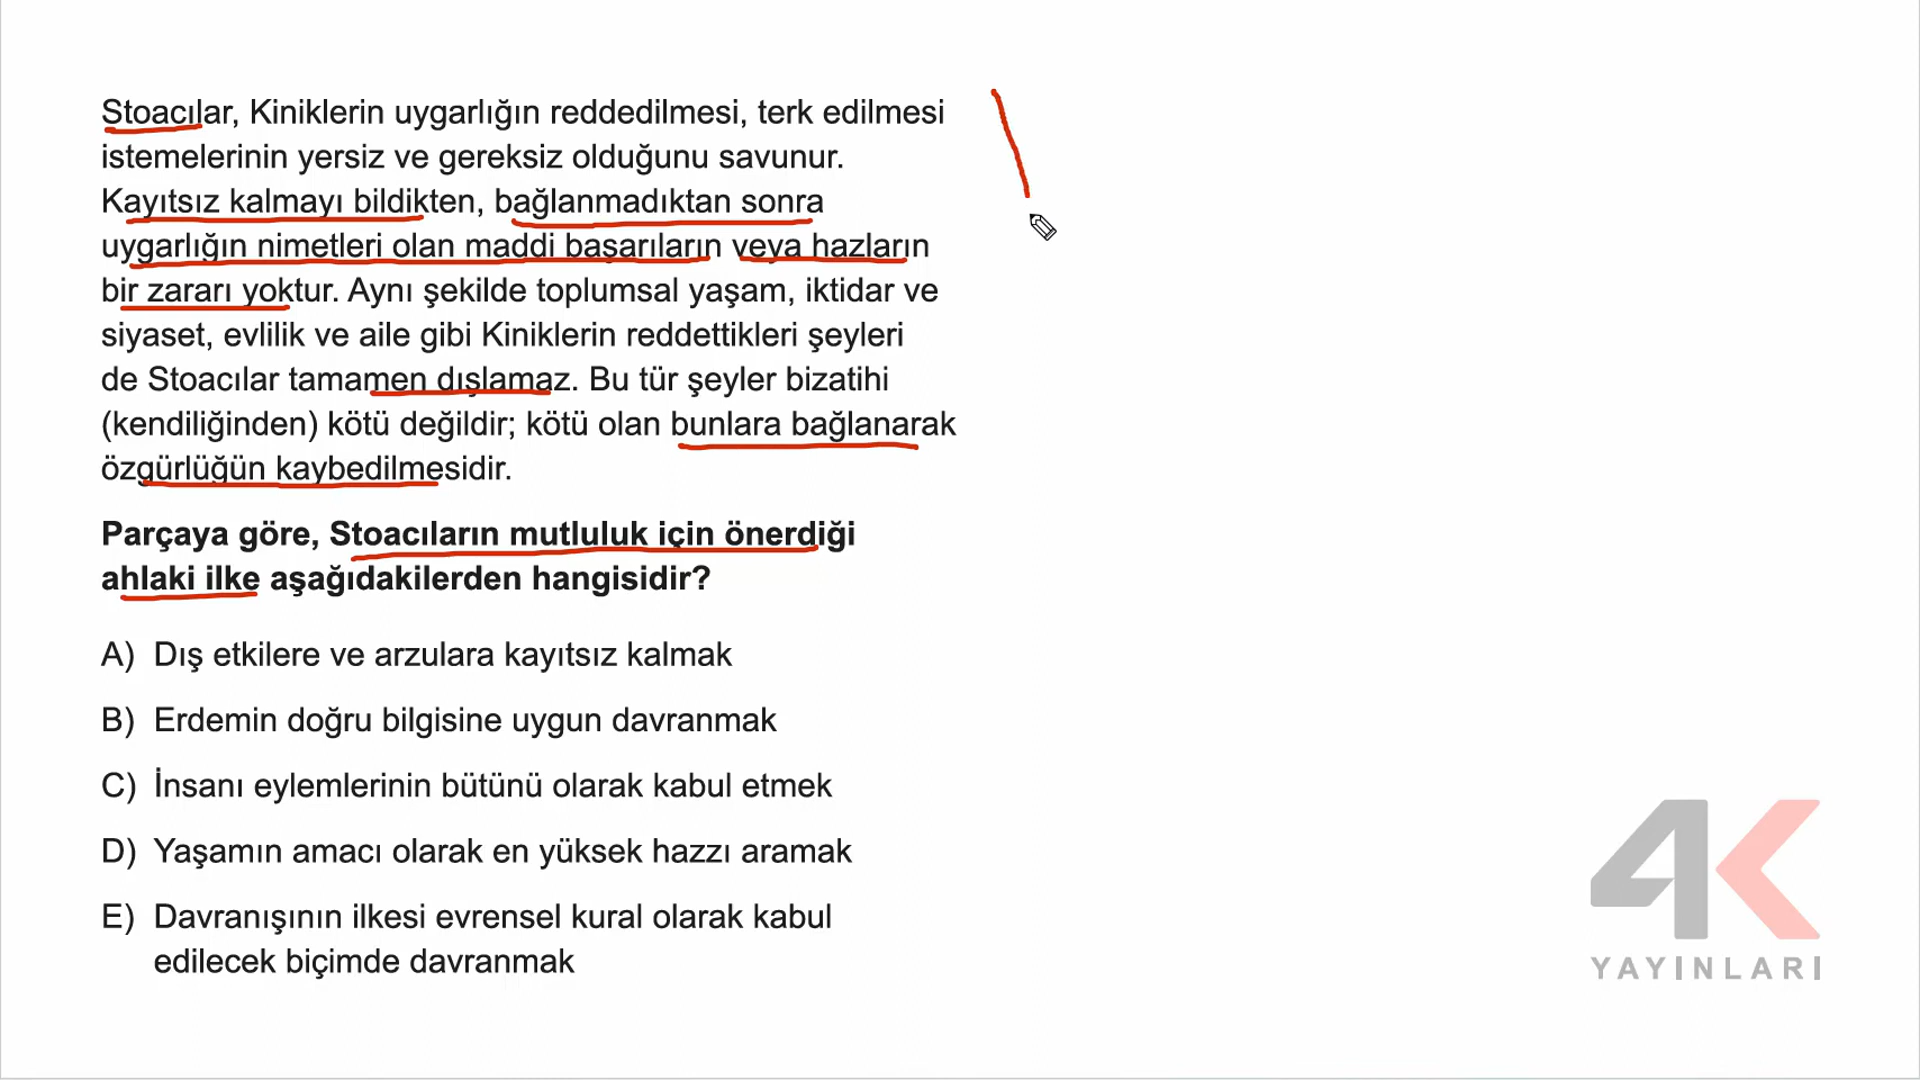 Stoacılar, Kiniklerin uygarlığın reddedilmesi, terk edilmesi
istemelerinin yersiz ve gereksiz olduğunu savunur.
Kayıtsız kalmayı bildikten, bağlanmadıktan sonra
uygarlığın nimetleri olan maddi başarıların veya hazların
bir zararı yoktur. Aynı şekilde toplumsal yaşam, iktidar ve
siyaset, evlilik ve aile gibi Kiniklerin reddettikleri şeyleri
de Stoacılar tamamen dışlamaz. Bu tür şeyler bizatihi
(kendiliğinden) kötü değildir; kötü olan bunlara bağlanarak
özgürlüğün kaybedilmesidir.
Parçaya göre, Stoacıların mutluluk için önerdiği
ahlaki ilke aşağıdakilerden hangisidir?
A) Dış etkilere ve arzulara kayıtsız kalmak
B) Erdemin doğru bilgisine uygun davranmak
C) İnsanı eylemlerinin bütünü olarak kabul etmek
D) Yaşamın amacı olarak en yüksek hazzı aramak
E) Davranışının ilkesi evrensel kural olarak kabul
edilecek biçimde davranmak
4K
YAYINLARI